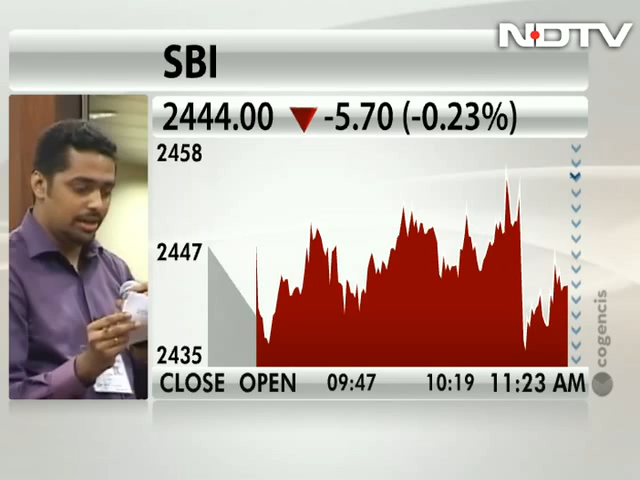 NDTV
SBI
2444.00 ▼ -5.70 (-0.23%)
2458
2447
2435
CLOSE OPEN 09:47 10:19 11:23 AM
cogencis